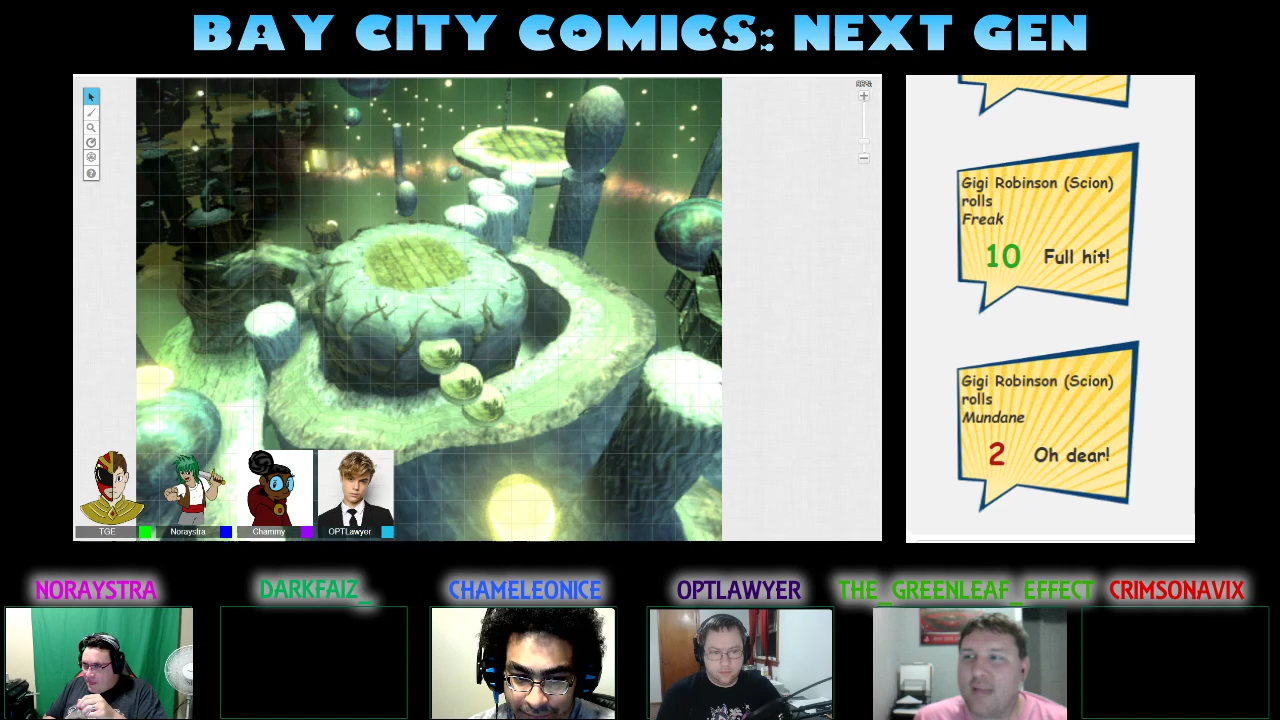 BAY CITY COMICS: NEXT GEN
Gigi Robinson (Scion)
rolls
Freak
10 Full hit!
Gigi Robinson (Scion)
rolls
Mundane
2 Oh dear!
TGE
Noraystra
Chammy
OPTLawyer
NORAYSTRA
DARKFAIZ_
CHAMELEONICE
OPTLAWYER
THE_GREENLEAF_EFFECT
CRIMSONAVIX